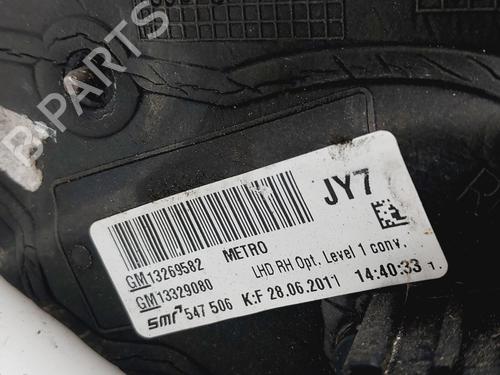 B-PARTS
JY7
GM13269582 METRO
GM13329080 LHD RH Opt. Level 1 conv.
smr 547 506 K:F 28.06.2011 14:40:33 1.